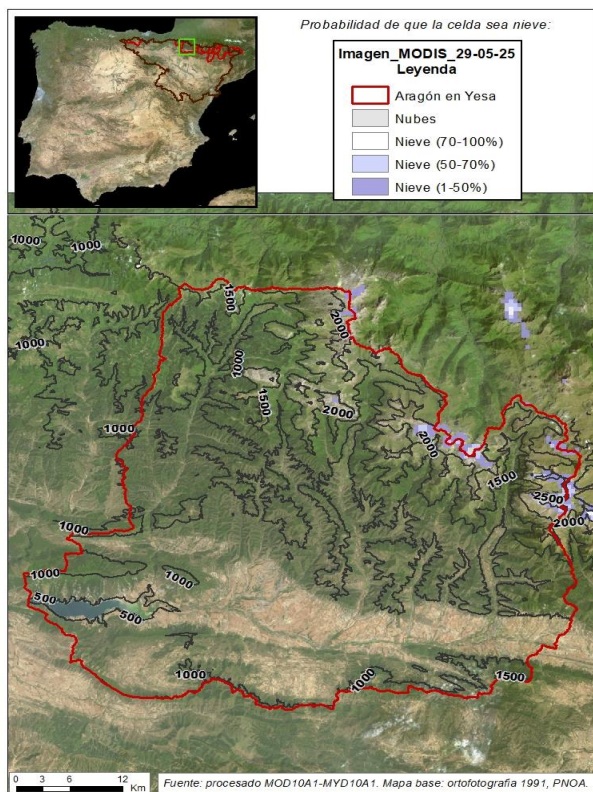 Probabilidad de que la celda sea nieve:
Imagen_MODIS_29-05-25
Leyenda
Aragón en Yesa
Nubes
Nieve (70-100%)
Nieve (50-70%)
Nieve (1-50%)
1000
1000
1500
2000
1000
1000
1500
2000
1000
2000
1500
2500
2000
1000
1000
1000
500
500
1000
1000
1500
0 3 6 12
Km
Fuente: procesado MOD10A1-MYD10A1. Mapa base: ortofotografia 1991, PNOA.